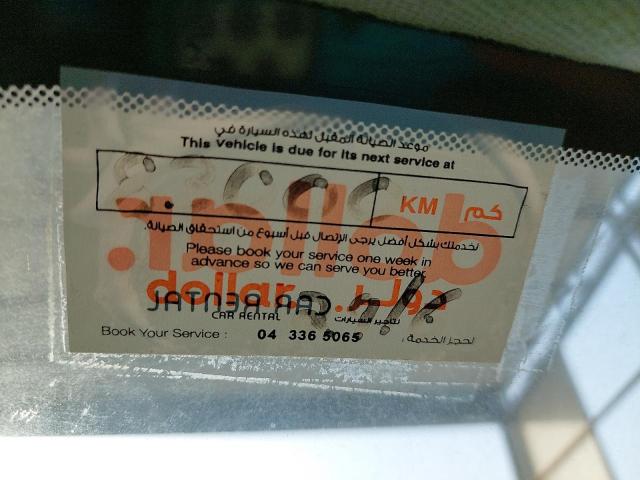 موعد الصيانة المقبل لهذه السيارة في
This Vehicle is due for its next service at
KM كم
نخدمتك بشكل أفضل يرجى الإتصال قبل أسبوع من استحقاق الصيانة.
Please book your service one week in
advance so we can serve you better.
dollar. دولر.
CAR RENTAL لتأجير السيارات
Book Your Service : 04 336 5065 لحجز الخدمة :